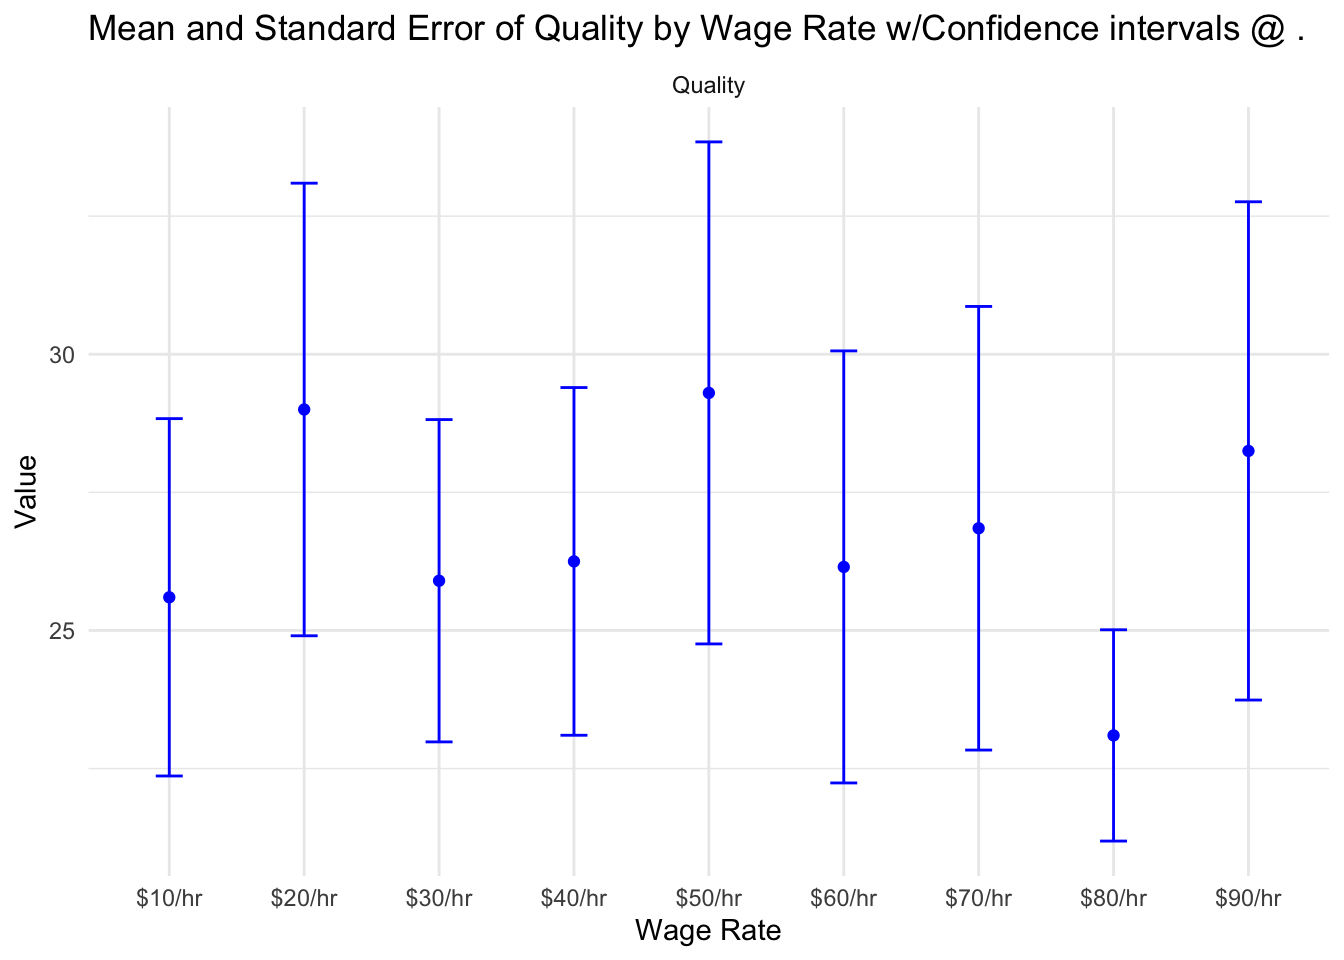 Mean and Standard Error of Quality by Wage Rate w/Confidence intervals @ .
Quality
30
25
Value
$10/hr $20/hr $30/hr $40/hr $50/hr $60/hr $70/hr $80/hr $90/hr
Wage Rate